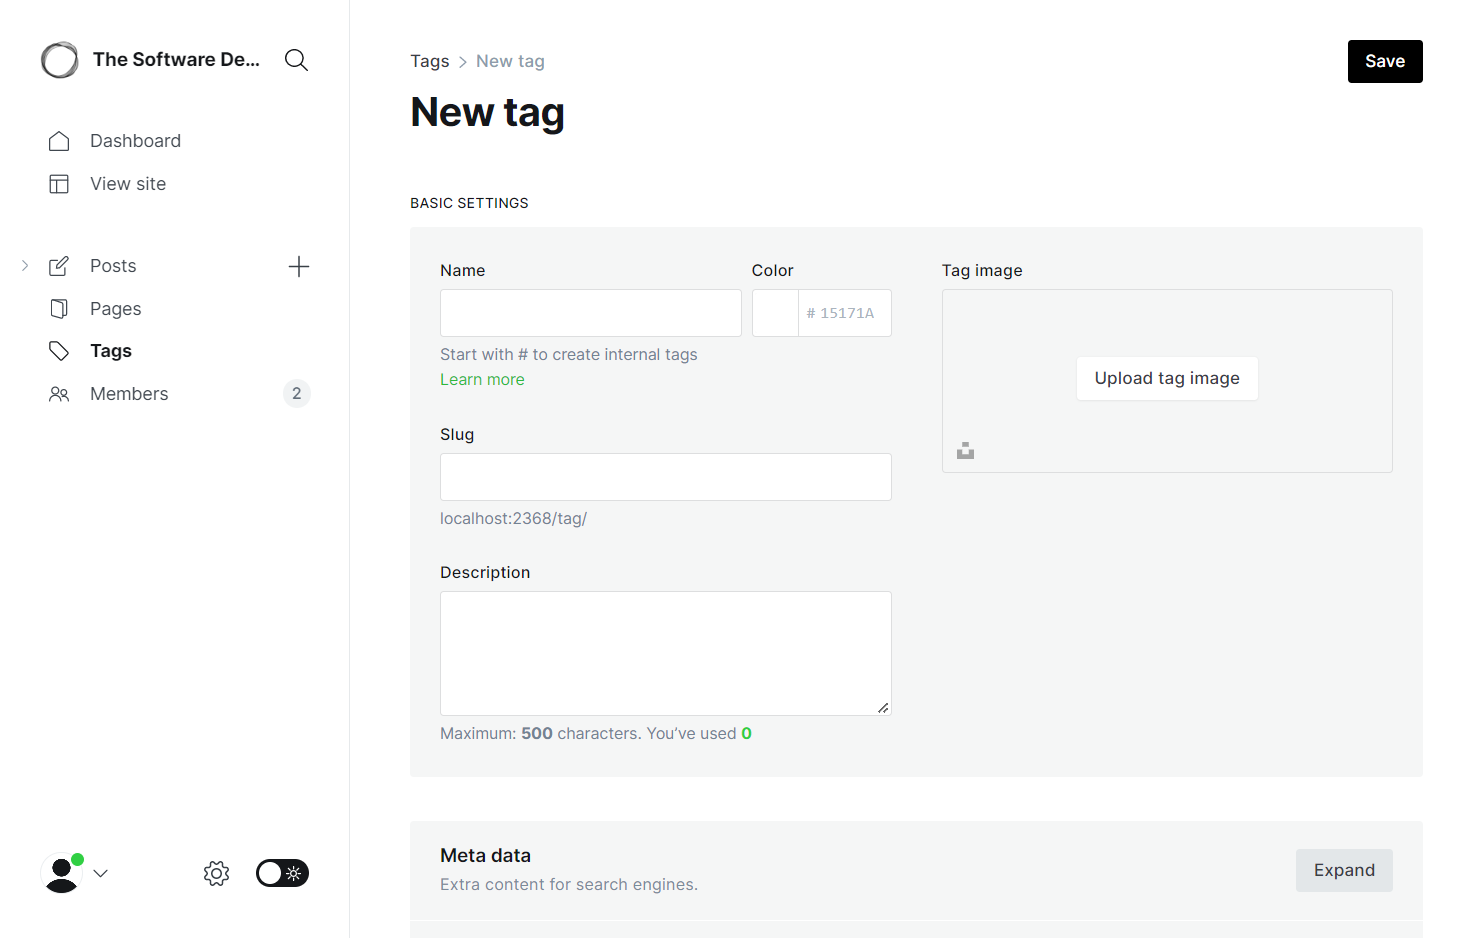 The Software De...
Dashboard
View site
Posts
Pages
Tags
Members
2
Tags > New tag
Save
New tag
BASIC SETTINGS
Name
Color
Tag image
# 15171A
Start with # to create internal tags
Learn more
Upload tag image
Slug
localhost:2368/tag/
Description
Maximum: 500 characters. You’ve used 0
Meta data
Extra content for search engines.
Expand